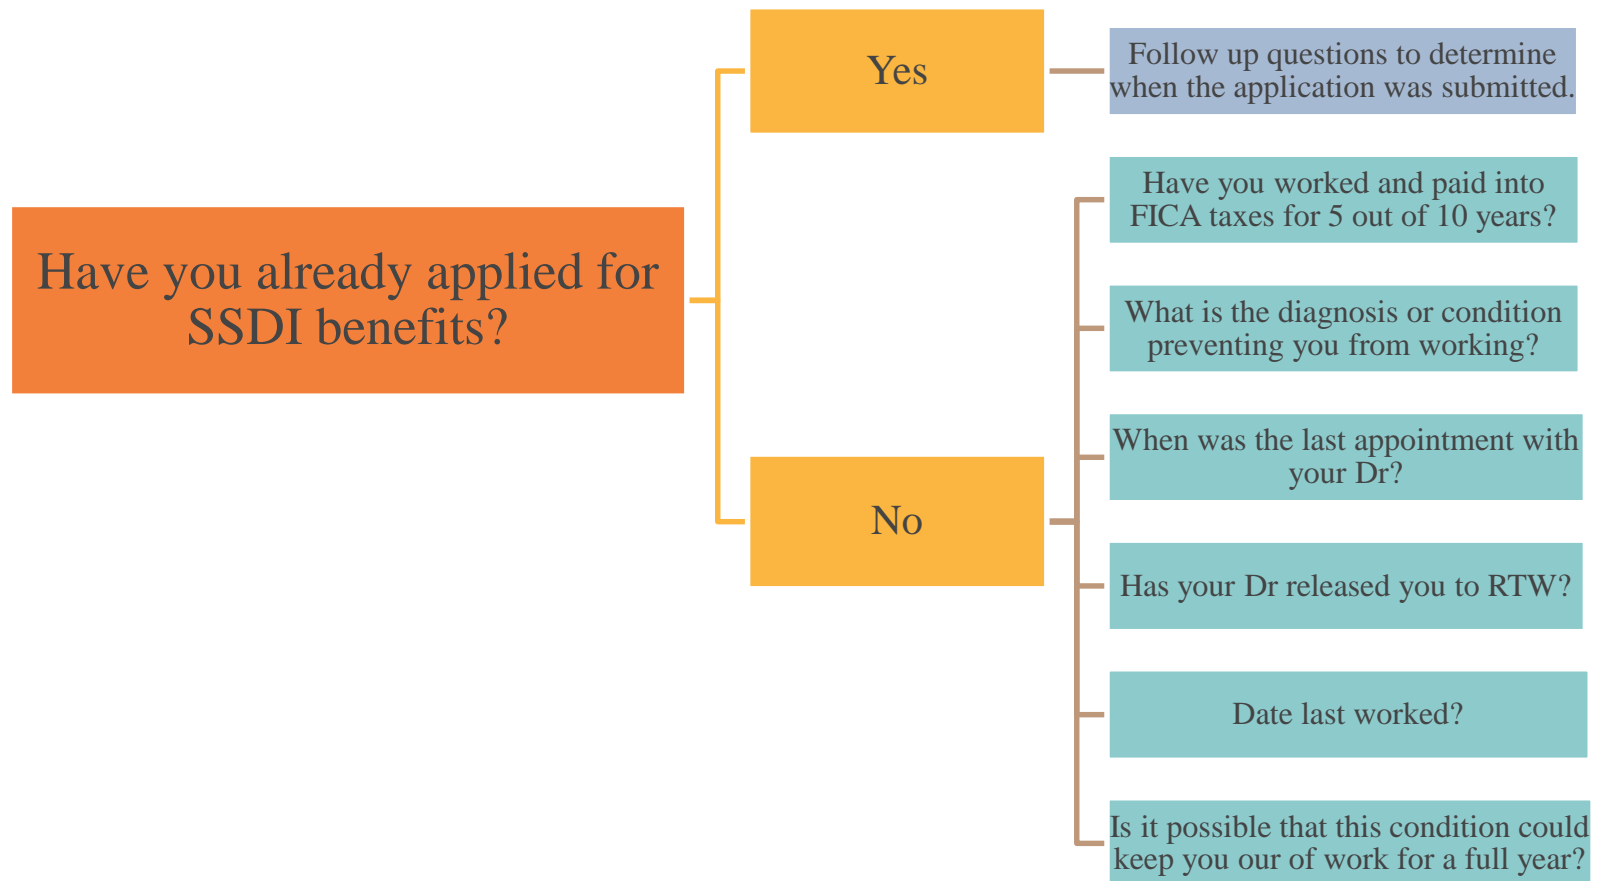 Have you already applied for
SSDI benefits?
Yes
Follow up questions to determine
when the application was submitted.
No
Have you worked and paid into
FICA taxes for 5 out of 10 years?
What is the diagnosis or condition
preventing you from working?
When was the last appointment with
your Dr?
Has your Dr released you to RTW?
Date last worked?
Is it possible that this condition could
keep you our of work for a full year?